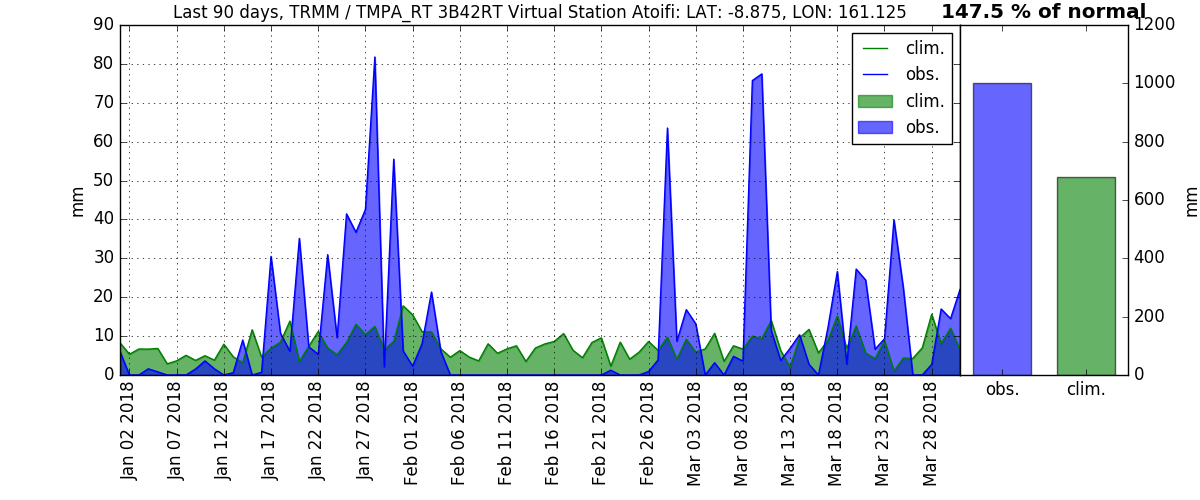 Last 90 days, TRMM / TMPA_RT 3B42RT Virtual Station Atoifi: LAT: -8.875, LON: 161.125
147.5 % of normal
90
80
70
60
50
40
30
20
10
0
mm
clim.
obs.
clim.
obs.
1200
1000
800
600
400
200
0
mm
Jan 02 2018
Jan 07 2018
Jan 12 2018
Jan 17 2018
Jan 22 2018
Jan 27 2018
Feb 01 2018
Feb 06 2018
Feb 11 2018
Feb 16 2018
Feb 21 2018
Feb 26 2018
Mar 03 2018
Mar 08 2018
Mar 13 2018
Mar 18 2018
Mar 23 2018
Mar 28 2018
obs.
clim.